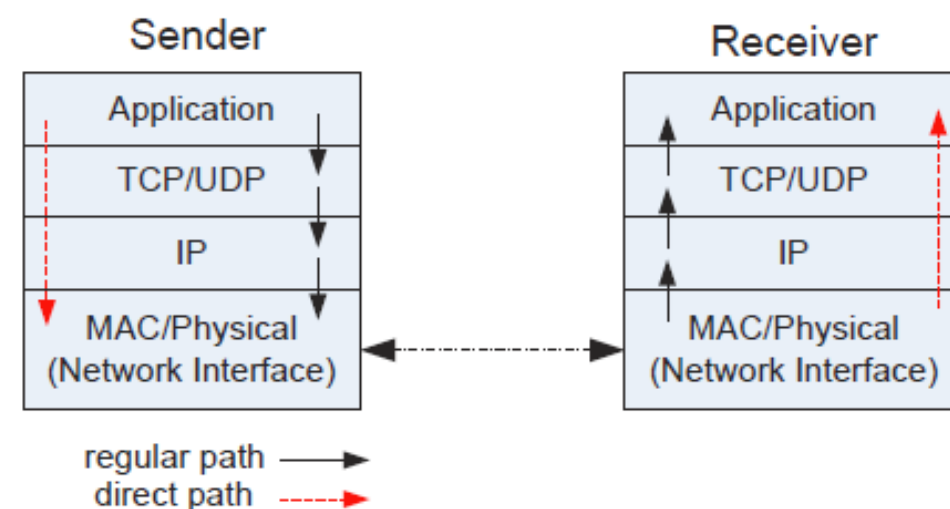 Sender
Application
TCP/UDP
IP
MAC/Physical
(Network Interface)
Receiver
Application
TCP/UDP
IP
MAC/Physical
(Network Interface)
regular path
direct path